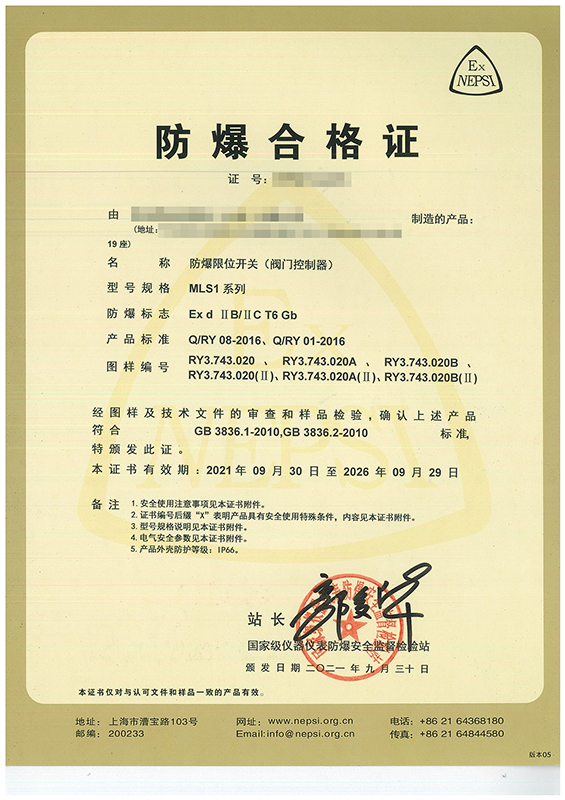 Ex
NEPSI
防爆合格证
证 号:
由 制造的产品:
(地址:
19座)
名 称 防爆限位开关（阀门控制器）
型号规格 MLS1 系列
防爆标志 Ex d ⅡB/ⅡC T6 Gb
产品标准 Q/RY 08-2016、Q/RY 01-2016
图样编号 RY3.743.020 、 RY3.743.020A 、 RY3.743.020B 、
RY3.743.020(Ⅱ)、RY3.743.020A(Ⅱ)、RY3.743.020B(Ⅱ)
经图样及技术文件的审查和样品检验，确认上述产品
符合 GB 3836.1-2010,GB 3836.2-2010 标准,
特颁发此证。
本证书有效期：2021 年 09 月 30 日 至 2026 年 09 月 29 日
备注 1. 安全使用注意事项见本证书附件。
2. 证书编号后缀“X”表明产品具有安全使用特殊条件，内容见本证书附件。
3. 型号规格说明见本证书附件。
4. 电气安全参数见本证书附件。
5. 产品外壳防护等级：IP66。
站长
国家级仪器仪表防爆安全监督检验站
颁发日期 二〇二一年 九 月 三十 日
本证书仅对与认可文件和样品一致的产品有效。
地址：上海市漕宝路103号 网址：www.nepsi.org.cn 电话：+86 21 64368180
邮编：200233 Email:info@nepsi.org.cn 传真：+86 21 64844580
版本05